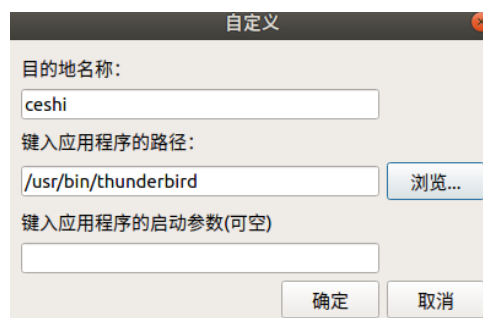 自定义
目的地名称：
ceshi
键入应用程序的路径：
/usr/bin/thunderbird
浏览...
键入应用程序的启动参数(可空)
确定
取消